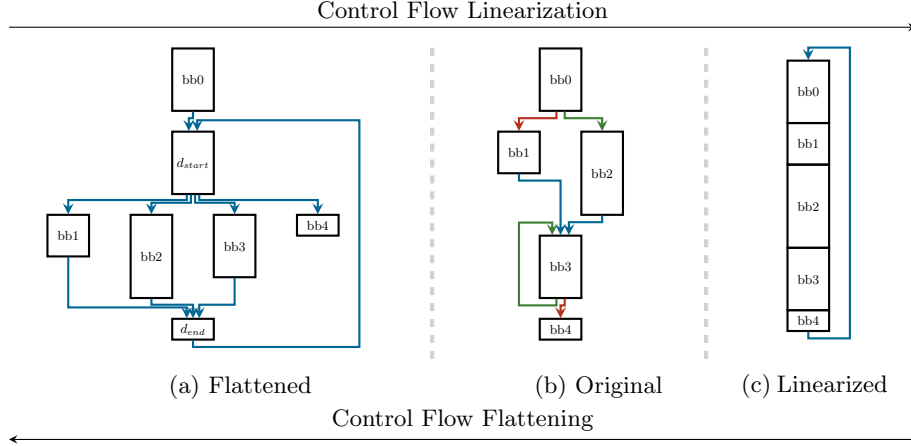 Control Flow Linearization
bb0
d_start
bb1
bb2
bb3
bb4
d_end
(a) Flattened
bb0
bb1
bb2
bb3
bb4
(b) Original
bb0
bb1
bb2
bb3
bb4
(c) Linearized
Control Flow Flattening